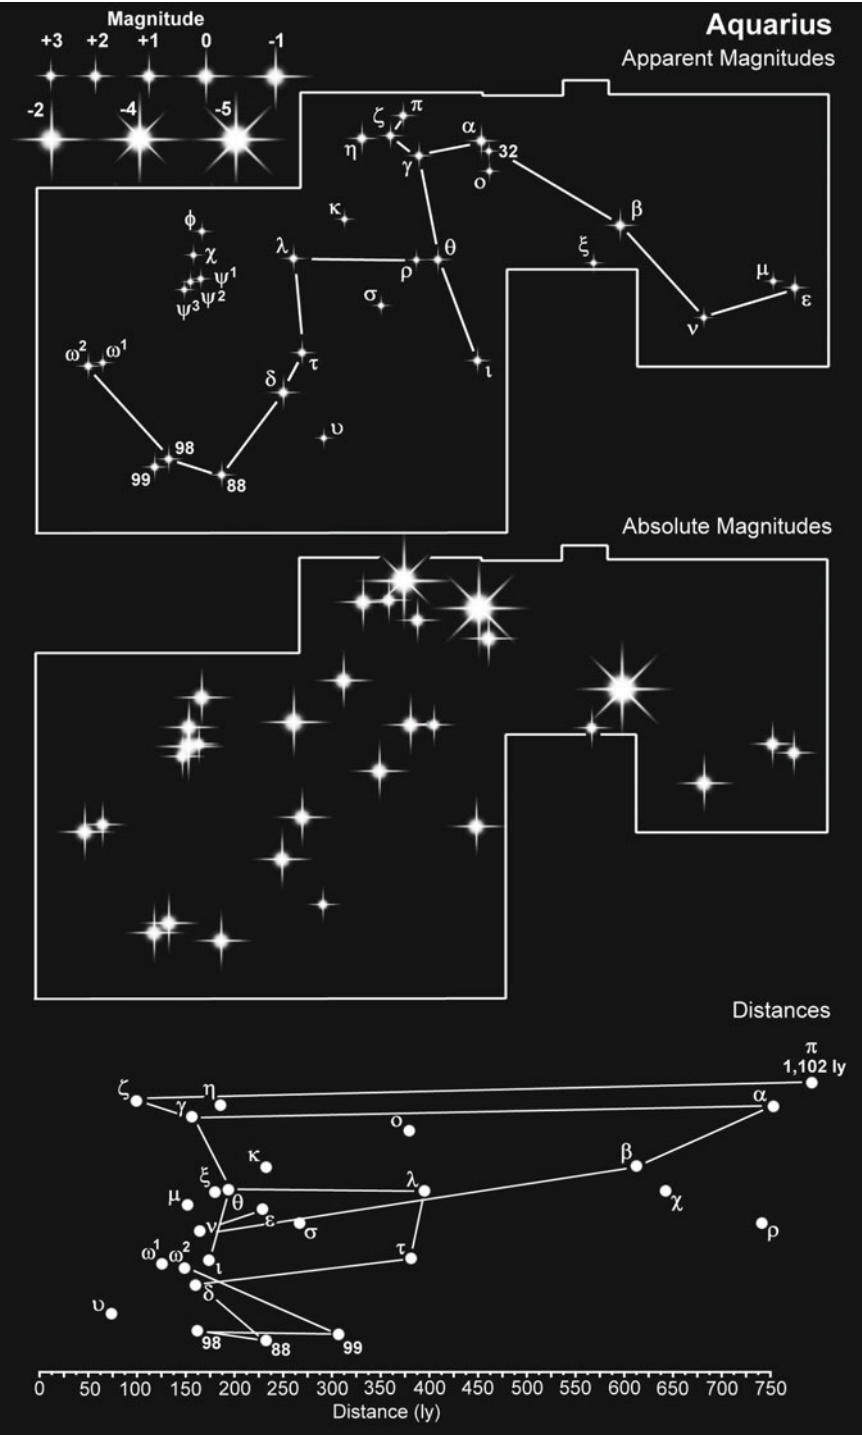 Magnitude
+3 +2 +1 0 -1
-2 -4 -5
Aquarius
Apparent Magnitudes
π
ζ
α
η
γ
32
ο
κ
β
ϕ
λ
ρ
θ
ξ
χ
ψ¹
ψ²
ψ³
σ
μ
ε
ν
ω² ω¹
τ
ι
δ
υ
98
99
88
Absolute Magnitudes
Distances
π
1,102 ly
ζ
η
γ
α
ο
κ
β
ξ
θ
λ
χ
μ
ν
ε
σ
ρ
ω¹ ω²
ι
τ
δ
υ
98
88
99
0 50 100 150 200 250 300 350 400 450 500 550 600 650 700 750
Distance (ly)